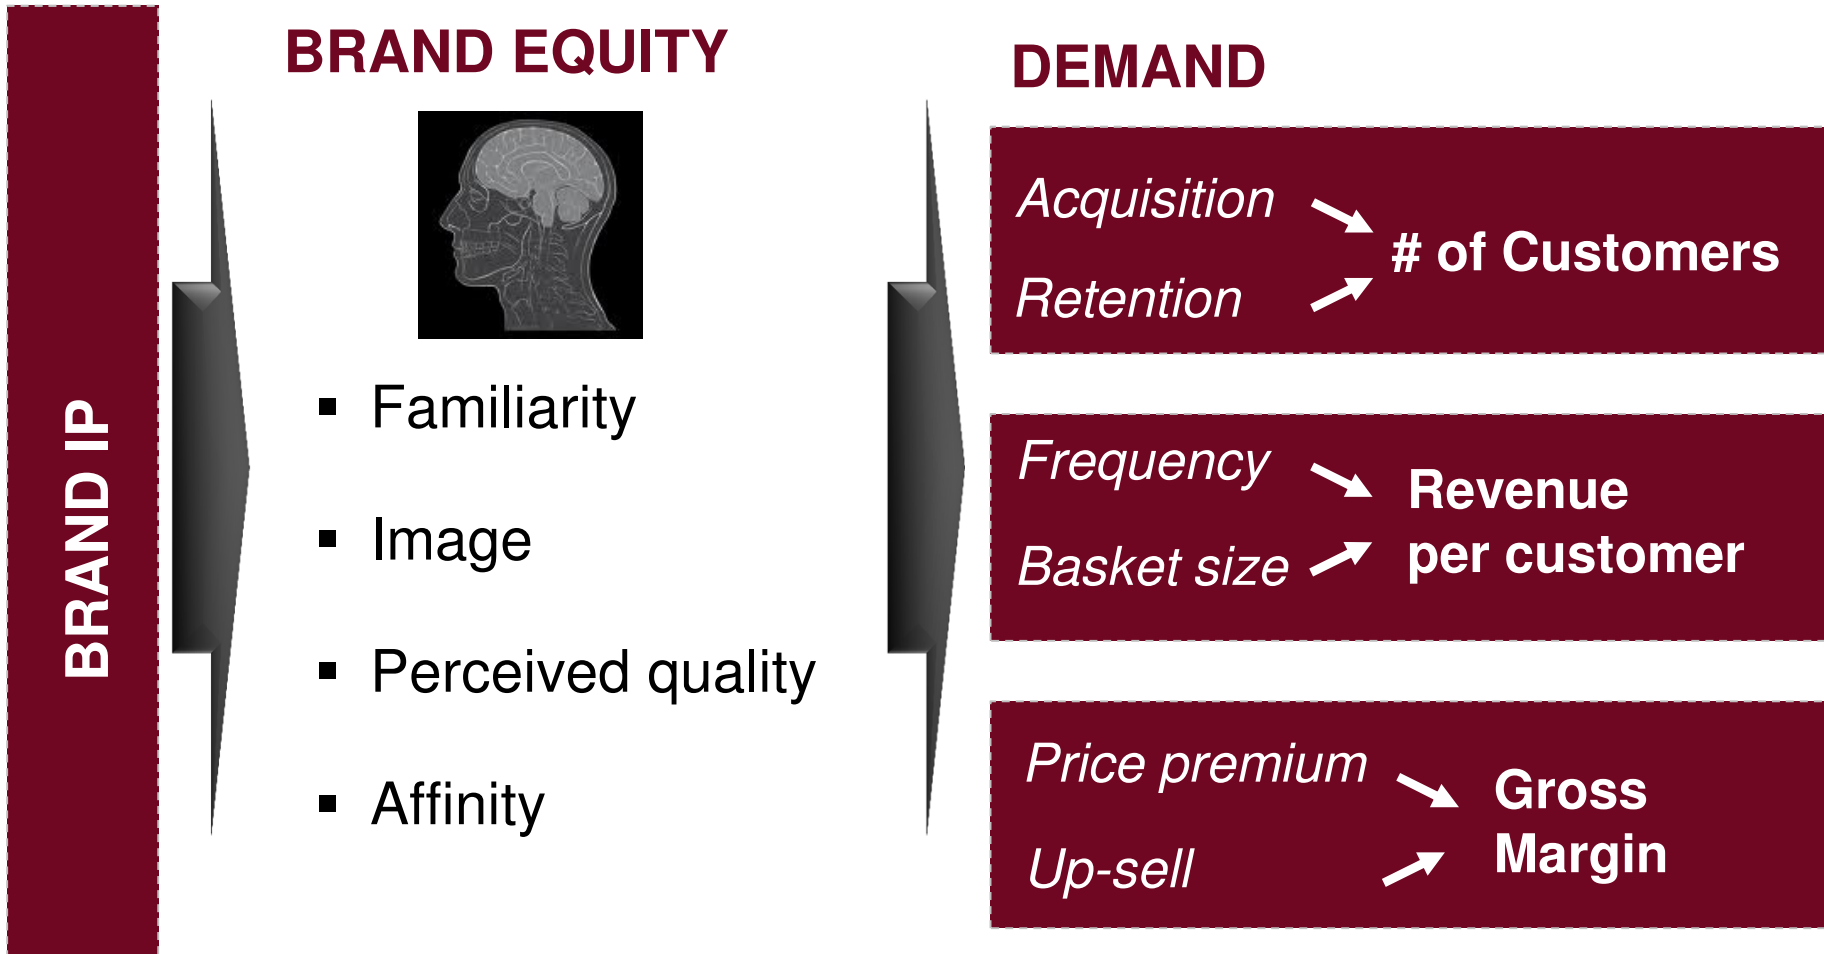 BRAND IP
BRAND EQUITY
▪ Familiarity
▪ Image
▪ Perceived quality
▪ Affinity
DEMAND
Acquisition
Retention
# of Customers
Frequency
Basket size
Revenue
per customer
Price premium
Up-sell
Gross
Margin